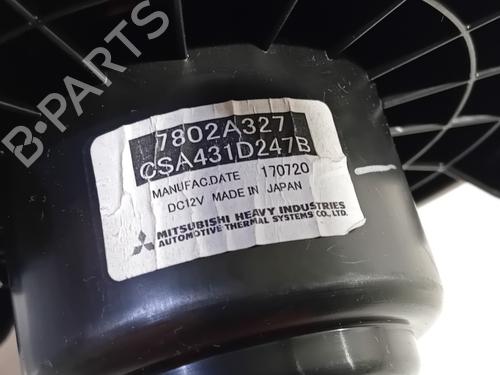 7802A327
CSA431D247B
MANUFAC.DATE 170720
DC12V MADE IN JAPAN
MITSUBISHI HEAVY INDUSTRIES
AUTOMOTIVE THERMAL SYSTEMS CO., LTD.
B-Parts